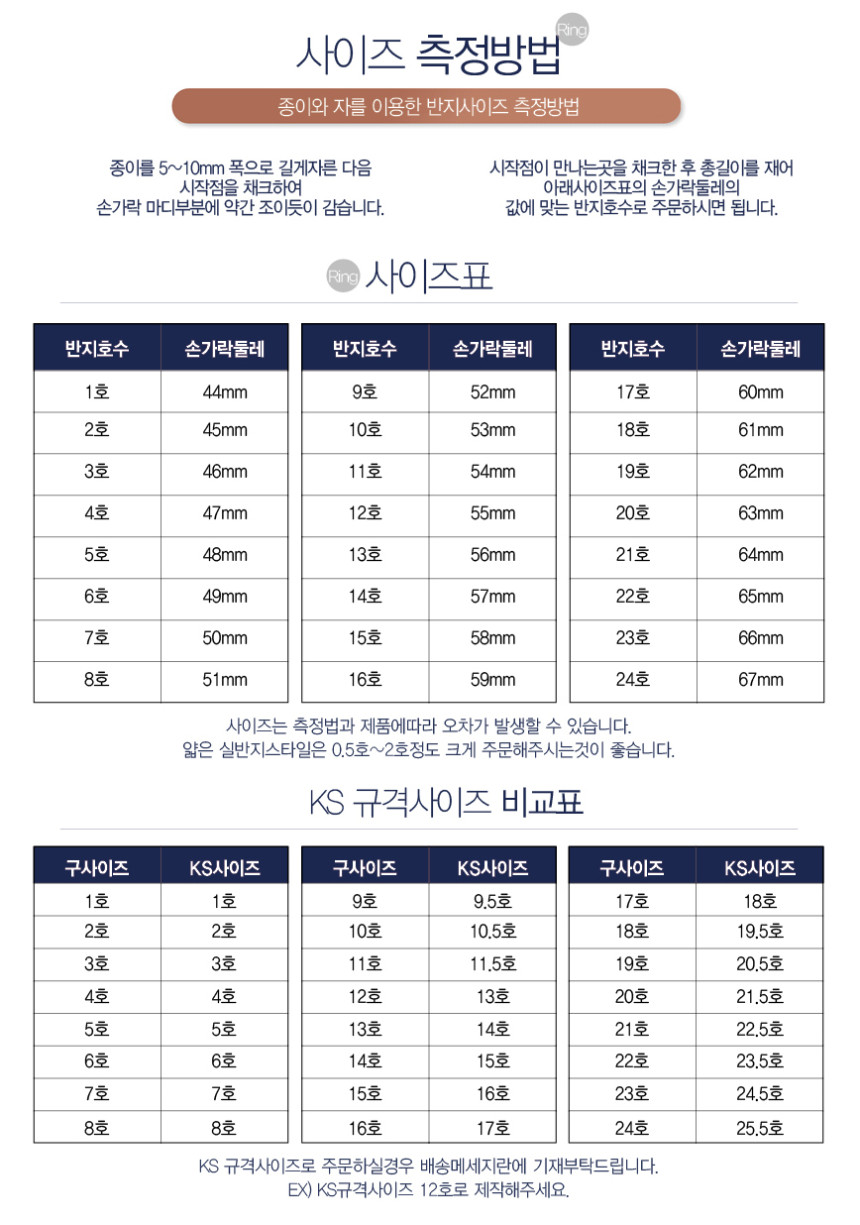 Ring
사이즈 측정방법
종이와 자를 이용한 반지사이즈 측정방법
종이를 5~10mm 폭으로 길게자른 다음
시작점을 채크하여
손가락 마디부분에 약간 조이듯이 감습니다.
시작점이 만나는곳을 채크한 후 총길이를 재어
아래사이즈표의 손가락둘레의
값에 맞는 반지호수로 주문하시면 됩니다.
Ring 사이즈표
반지호수 손가락둘레 반지호수 손가락둘레 반지호수 손가락둘레
1호 44mm 9호 52mm 17호 60mm
2호 45mm 10호 53mm 18호 61mm
3호 46mm 11호 54mm 19호 62mm
4호 47mm 12호 55mm 20호 63mm
5호 48mm 13호 56mm 21호 64mm
6호 49mm 14호 57mm 22호 65mm
7호 50mm 15호 58mm 23호 66mm
8호 51mm 16호 59mm 24호 67mm
사이즈는 측정법과 제품에따라 오차가 발생할 수 있습니다.
얇은 실반지스타일은 0.5호~2호정도 크게 주문해주시는것이 좋습니다.
KS 규격사이즈 비교표
구사이즈 KS사이즈 구사이즈 KS사이즈 구사이즈 KS사이즈
1호 1호 9호 9.5호 17호 18호
2호 2호 10호 10.5호 18호 19.5호
3호 3호 11호 11.5호 19호 20.5호
4호 4호 12호 13호 20호 21.5호
5호 5호 13호 14호 21호 22.5호
6호 6호 14호 15호 22호 23.5호
7호 7호 15호 16호 23호 24.5호
8호 8호 16호 17호 24호 25.5호
KS 규격사이즈로 주문하실경우 배송메세지란에 기재부탁드립니다.
EX) KS규격사이즈 12호로 제작해주세요.